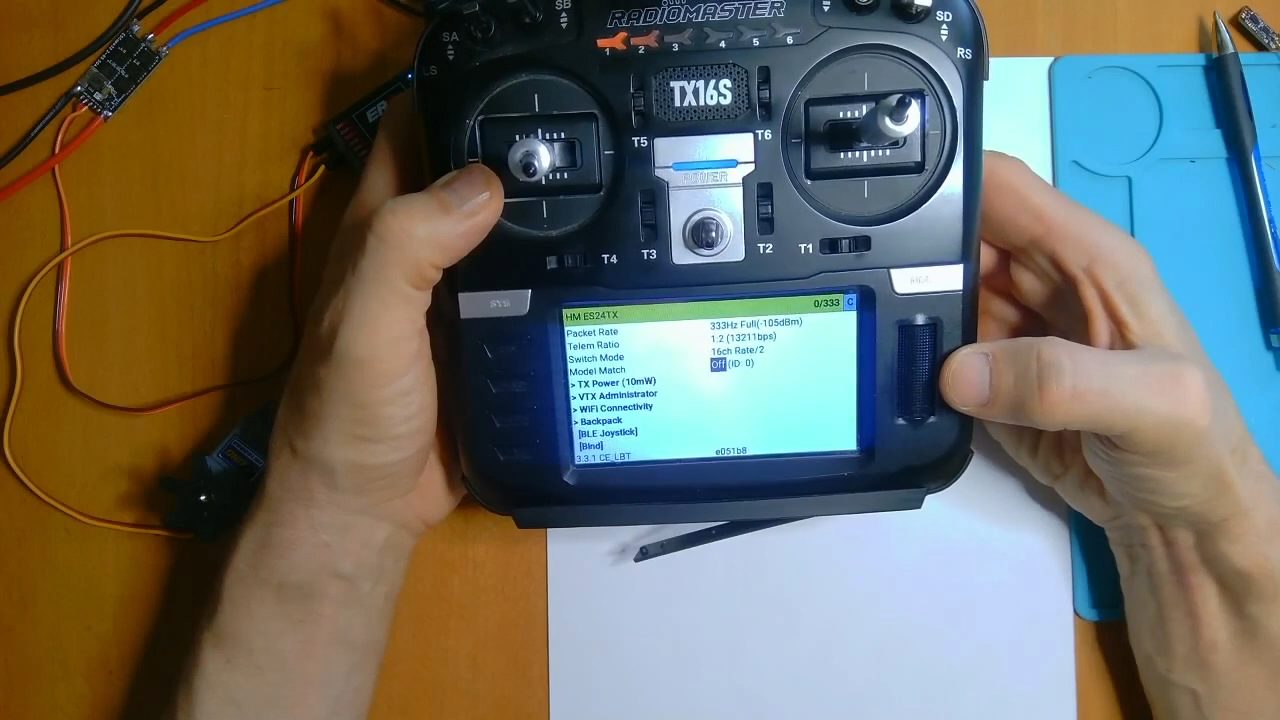 SB
RADIOMASTER
SD
SA
1 2 3 4 5 6
LS
RS
TX16S
ER
T5
T6
POWER
T3
T2
T1
T4
SYS
HM ES24TX 0/333 C
Packet Rate 333Hz Full(-105dBm)
Telem Ratio 1:2 (13211bps)
Switch Mode 16ch Rate/2
Model Match Off (ID: 0)
> TX Power (10mW)
> VTX Administrator
> WiFi Connectivity
> Backpack
[BLE Joystick]
[Bind]
3.3.1 CE_LBT e051b8